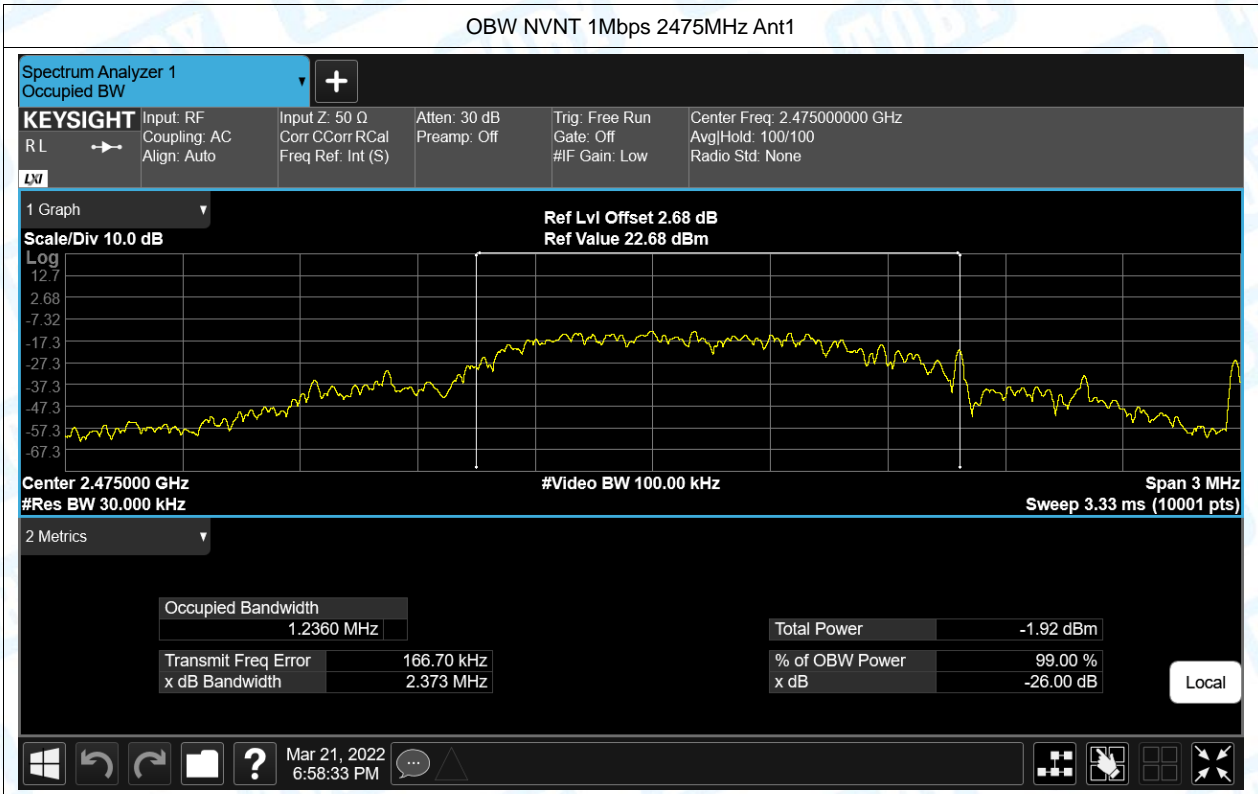 OBW NVNT 1Mbps 2475MHz Ant1
Spectrum Analyzer 1
Occupied BW
KEYSIGHT
R L
LXI
Input: RF
Coupling: AC
Align: Auto
Input Z: 50 Ω
Corr CCorr RCal
Freq Ref: Int (S)
Atten: 30 dB
Preamp: Off
Trig: Free Run
Gate: Off
#IF Gain: Low
Center Freq: 2.475000000 GHz
Avg|Hold: 100/100
Radio Std: None
1 Graph
Scale/Div 10.0 dB
Ref Lvl Offset 2.68 dB
Ref Value 22.68 dBm
Log
12.7
2.68
-7.32
-17.3
-27.3
-37.3
-47.3
-57.3
-67.3
Center 2.475000 GHz
#Video BW 100.00 kHz
Span 3 MHz
#Res BW 30.000 kHz
Sweep 3.33 ms (10001 pts)
2 Metrics
Occupied Bandwidth
1.2360 MHz
Total Power -1.92 dBm
Transmit Freq Error 166.70 kHz
% of OBW Power 99.00 %
x dB Bandwidth 2.373 MHz
x dB -26.00 dB
Local
?
Mar 21, 2022
6:58:33 PM